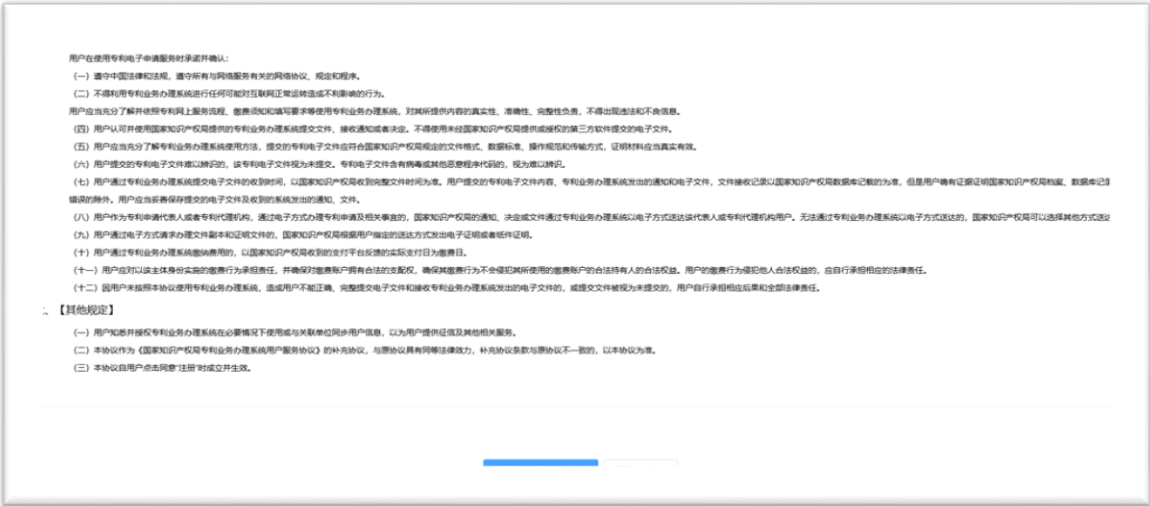 用户在使用专利电子申请服务时承诺并确认：
（一）遵守中国法律和法规，遵守所有与网络服务有关的网络协议、规定和程序。
（二）不得利用专利业务办理系统进行任何可能对互联网正常运转造成不利影响的行为。
用户应当充分了解并依照专利网上服务流程、缴费须知和填写要求等使用专利业务办理系统，对其所提供内容的真实性、准确性、完整性负责，不得出现违法和不良信息。
（四）用户认可并使用国家知识产权局提供的专利业务办理系统提交文件、接收通知或者决定。不得使用未经国家知识产权局提供或授权的第三方软件提交的电子文件。
（五）用户应当充分了解专利业务办理系统使用方法，提交的专利电子文件应符合国家知识产权局规定的文件格式、数据标准、操作规范和传输方式，证明材料应当真实有效。
（六）用户提交的专利电子文件难以辨识的，该专利电子文件视为未提交。专利电子文件含有病毒或其他恶意程序代码的，视为难以辨识。
（七）用户通过专利业务办理系统提交电子文件的收到时间，以国家知识产权局收到完整文件时间为准。用户提交的专利电子文件内容、专利业务办理系统发出的通知和电子文件，文件接收记录以国家知识产权局数据库记载的为准，但是用户确有证据证明国家知识产权局档案、数据库记
错误的除外。用户应当妥善保存提交的电子文件及收到的系统发出的通知、文件。
（八）用户作为专利申请代表人或者专利代理机构，通过电子方式办理专利申请及相关事宜的，国家知识产权局的通知、决定或文件通过专利业务办理系统以电子方式送达该代表人或专利代理机构用户。无法通过专利业务办理系统以电子方式送达的，国家知识产权局可以选择其他方式送
（九）用户通过电子方式请求办理文件副本和证明文件的，国家知识产权局根据用户指定的送达方式发出电子证明或者纸件证明。
（十）用户通过专利业务办理系统缴纳费用的，以国家知识产权局收到的支付平台反馈的实际支付日为缴费日。
（十一）用户应对以该主体身份实施的缴费行为承担责任，并确保对缴费账户拥有合法的支配权，确保其缴费行为不会侵犯其所使用的缴费账户的合法持有人的合法权益。用户的缴费行为侵犯他人合法权益的，应自行承担相应的法律责任。
（十二）因用户未按照本协议使用专利业务办理系统，造成用户不能正确、完整提交电子文件和接收专利业务办理系统发出的电子文件的，或提交文件被视为未提交的，用户自行承担相应后果和全部法律责任。
、【其他规定】
（一）用户知悉并授权专利业务办理系统在必要情况下使用或与关联单位同步用户信息，以为用户提供征信及其他相关服务。
（二）本协议作为《国家知识产权局专利业务办理系统用户服务协议》的补充协议，与原协议具有同等法律效力，补充协议条款与原协议不一致的，以本协议为准。
（三）本协议自用户点击同意“注册”时成立并生效。